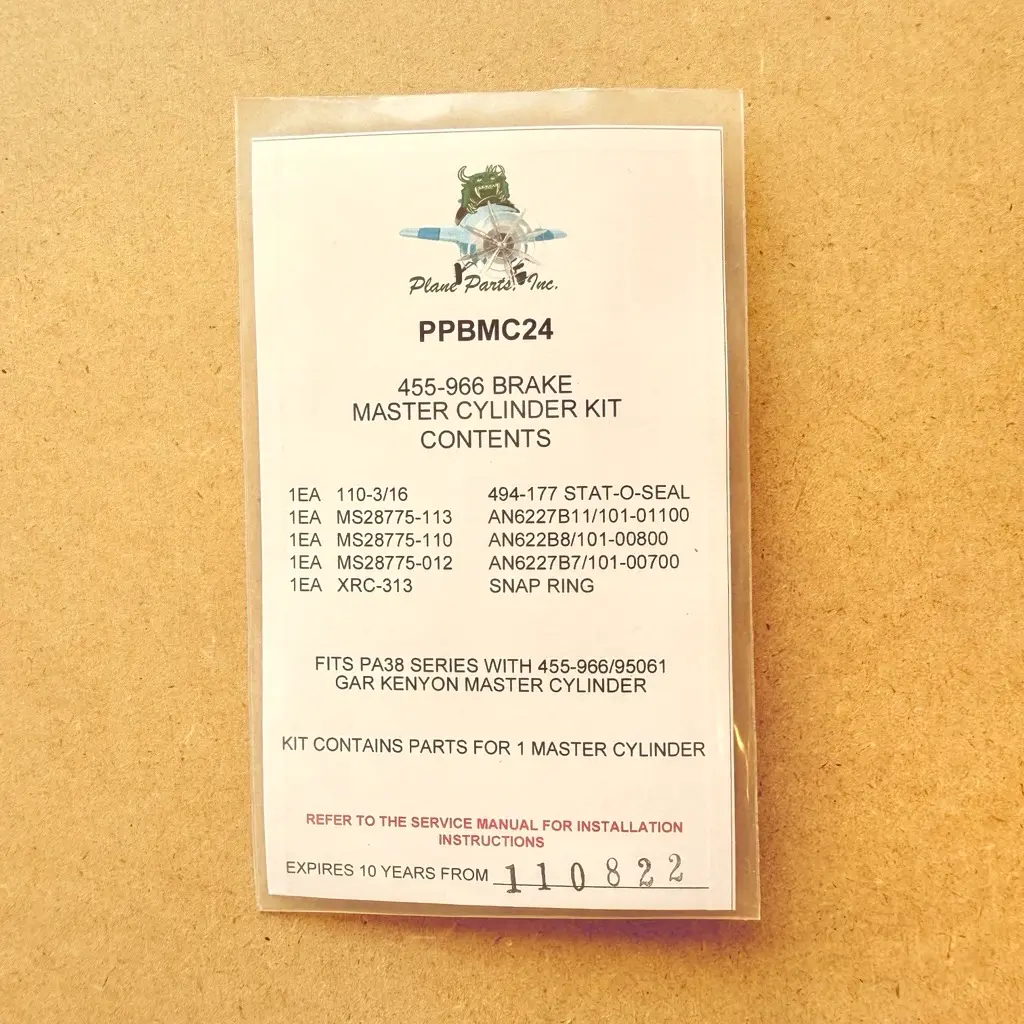 Plane Parts, Inc.
PPBMC24
455-966 BRAKE
MASTER CYLINDER KIT
CONTENTS
1EA 110-3/16 494-177 STAT-O-SEAL
1EA MS28775-113 AN6227B11/101-01100
1EA MS28775-110 AN622B8/101-00800
1EA MS28775-012 AN6227B7/101-00700
1EA XRC-313 SNAP RING
FITS PA38 SERIES WITH 455-966/95061
GAR KENYON MASTER CYLINDER
KIT CONTAINS PARTS FOR 1 MASTER CYLINDER
REFER TO THE SERVICE MANUAL FOR INSTALLATION
INSTRUCTIONS
EXPIRES 10 YEARS FROM 110822